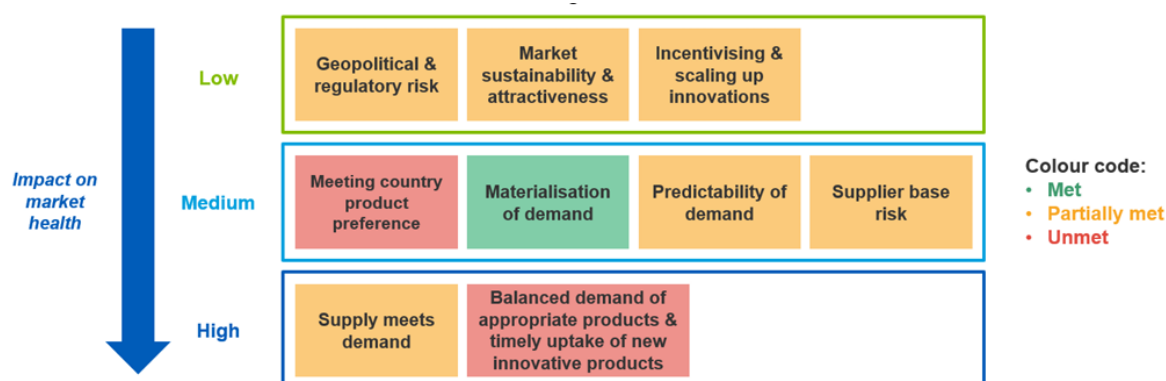 Low
Geopolitical &
regulatory risk
Market
sustainability &
attractiveness
Incentivising &
scaling up
innovations
Impact on
market
health
Medium
Meeting country
product
preference
Materialisation
of demand
Predictability of
demand
Supplier base
risk
Colour code:
• Met
• Partially met
• Unmet
High
Supply meets
demand
Balanced demand of
appropriate products &
timely uptake of new
innovative products